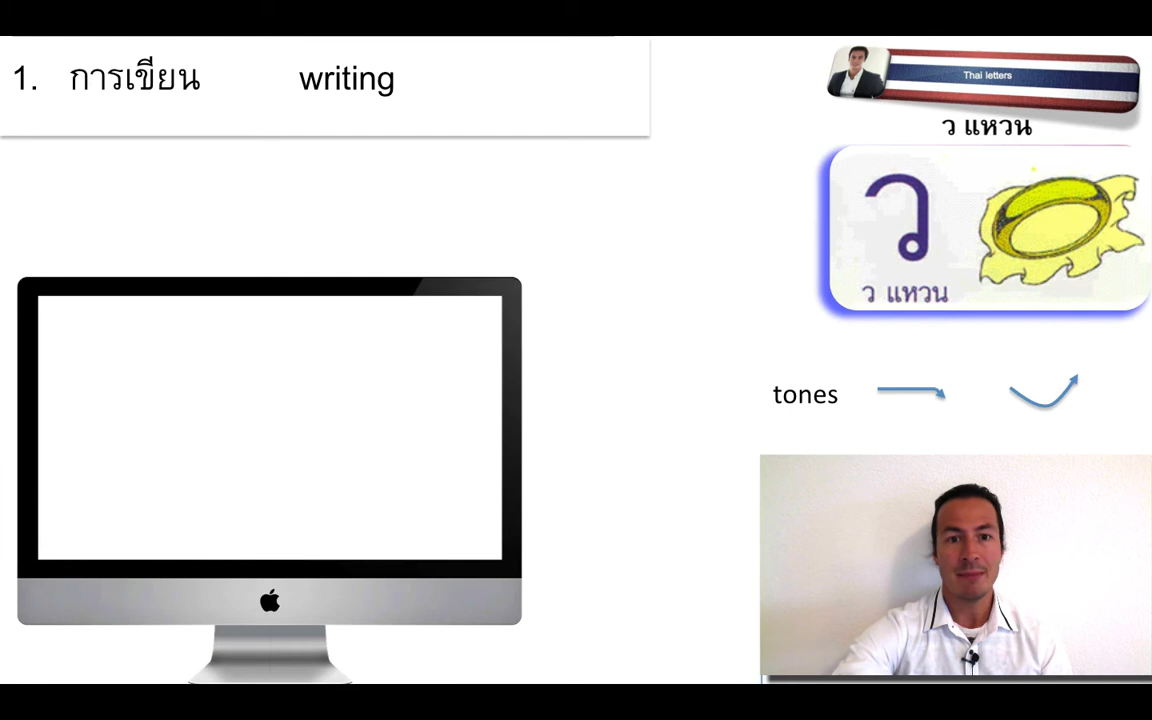 1. การเขียน writing
Thai letters
ว แหวน
ว
ว แหวน
tones